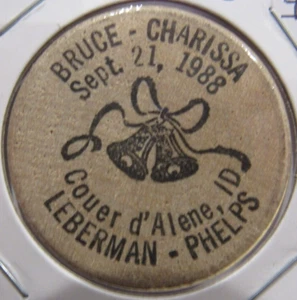 BRUCE - CHARISSA
Sept. 21, 1988
Couer d'Alene, ID
LEBERMAN - PHELPS